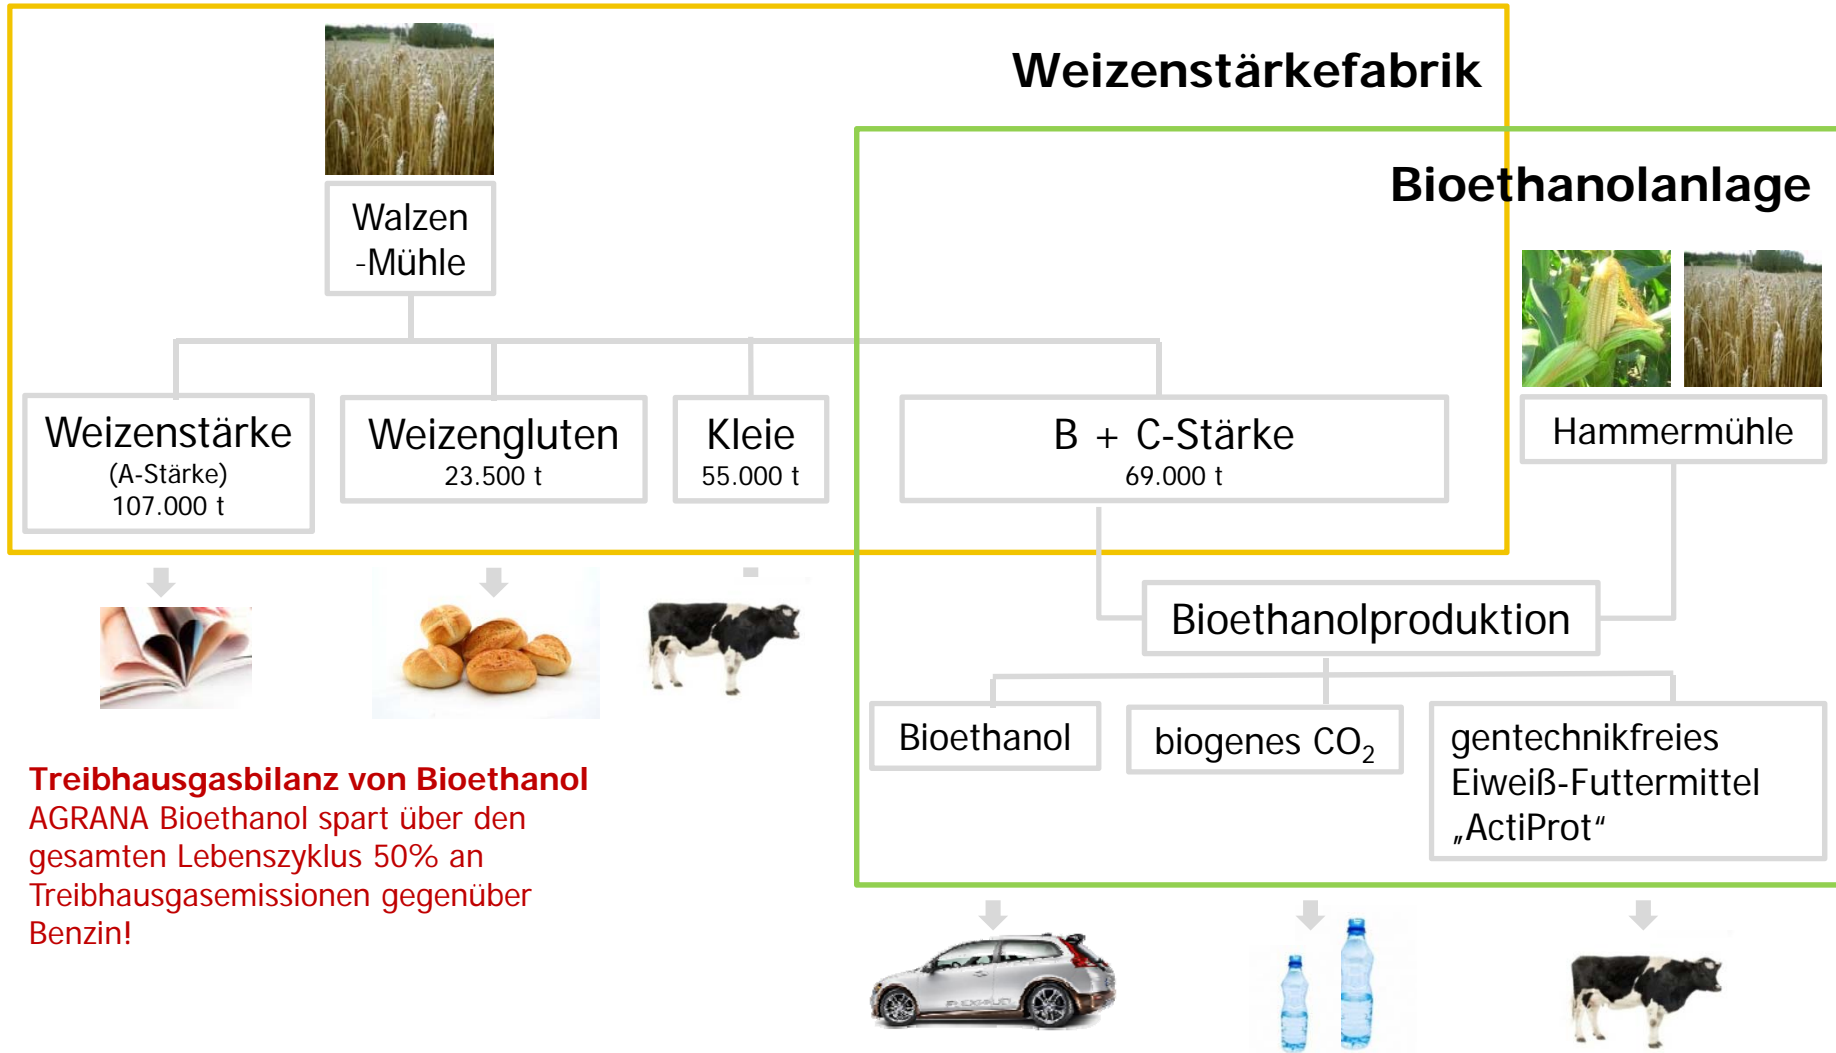 Weizenstärkefabrik
Bioethanolanlage
Walzen
-Mühle
Weizenstärke
(A-Stärke)
107.000 t
Weizengluten
23.500 t
Kleie
55.000 t
B + C-Stärke
69.000 t
Hammermühle
Bioethanolproduktion
Bioethanol
biogenes CO₂
gentechnikfreies
Eiweiß-Futtermittel
„ActiProt“
Treibhausgasbilanz von Bioethanol
AGRANA Bioethanol spart über den
gesamten Lebenszyklus 50% an
Treibhausgasemissionen gegenüber
Benzin!